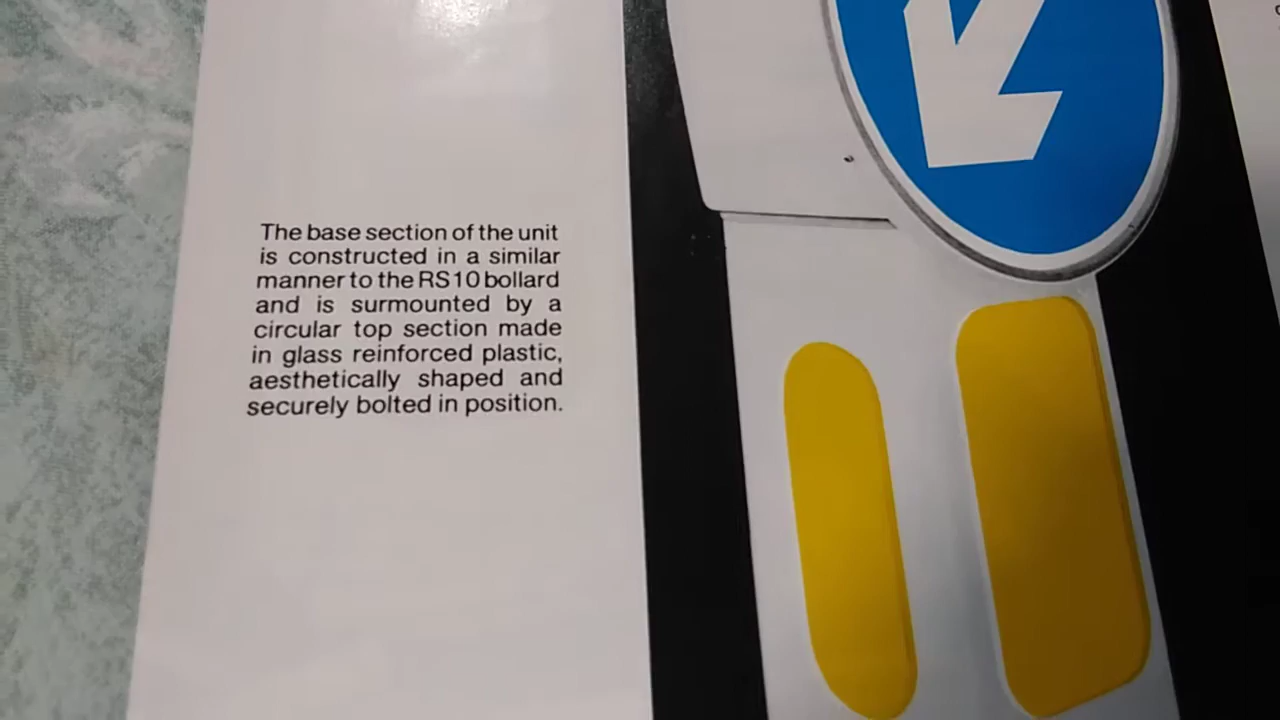 The base section of the unit
is constructed in a similar
manner to the RS10 bollard
and is surmounted by a
circular top section made
in glass reinforced plastic,
aesthetically shaped and
securely bolted in position.